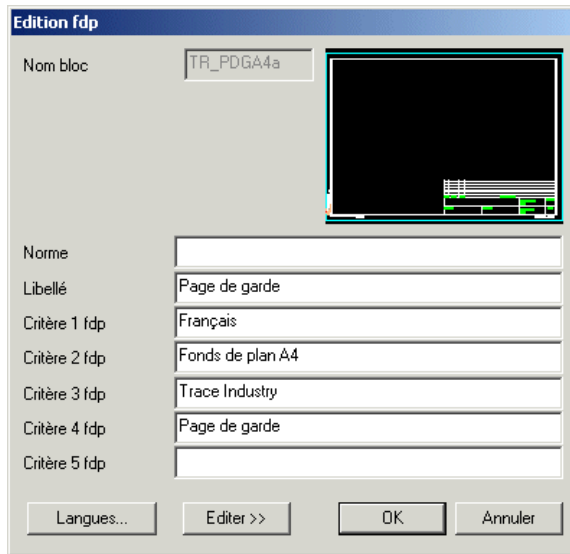 Edition fdp
Nom bloc TR_PDGA4a
Norme
Libellé Page de garde
Critère 1 fdp Français
Critère 2 fdp Fonds de plan A4
Critère 3 fdp Trace Industry
Critère 4 fdp Page de garde
Critère 5 fdp
Langues... Editer >> OK Annuler